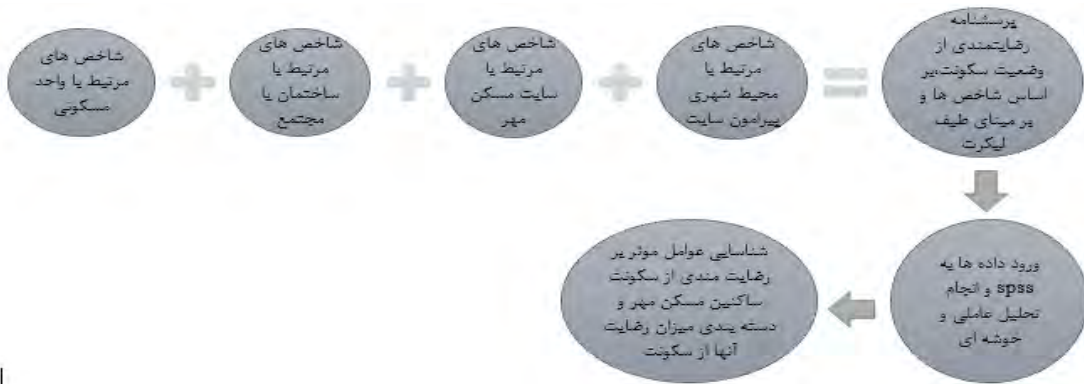 شاخص های
مرتبط با واحد
مسکونی
شاخص های
مرتبط با
ساختمان یا
مجتمع
شاخص های
مرتبط با
سایت مسکن
مهر
شاخص های
مرتبط با
محیط شهری
پیرامون سایت
پرسشنامه
رضایتمندی از
وضعیت سکونت،بر
اساس شاخص ها و
بر مبنای طیف
لیکرت
ورود داده ها به
spss و انجام
تحلیل عاملی و
خوشه ای
شناسایی عوامل موثر بر
رضایت مندی از سکونت
ساکنین مسکن مهر و
دسته بندی میزان رضایت
آنها از سکونت